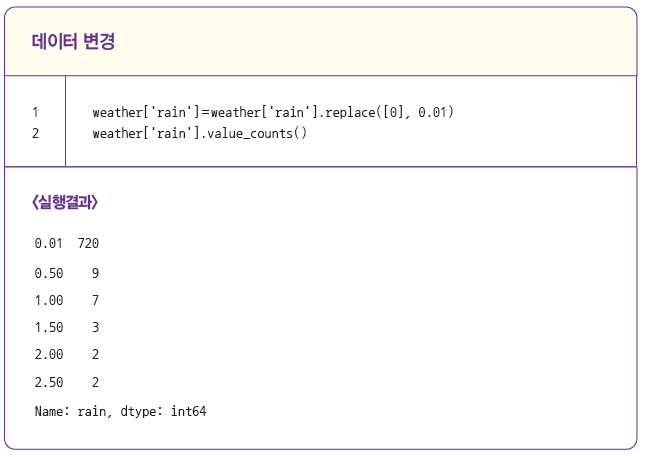 데이터 변경
1 weather['rain']=weather['rain'].replace([0], 0.01)
2 weather['rain'].value_counts()
<실행결과>
0.01 720
0.50 9
1.00 7
1.50 3
2.00 2
2.50 2
Name: rain, dtype: int64